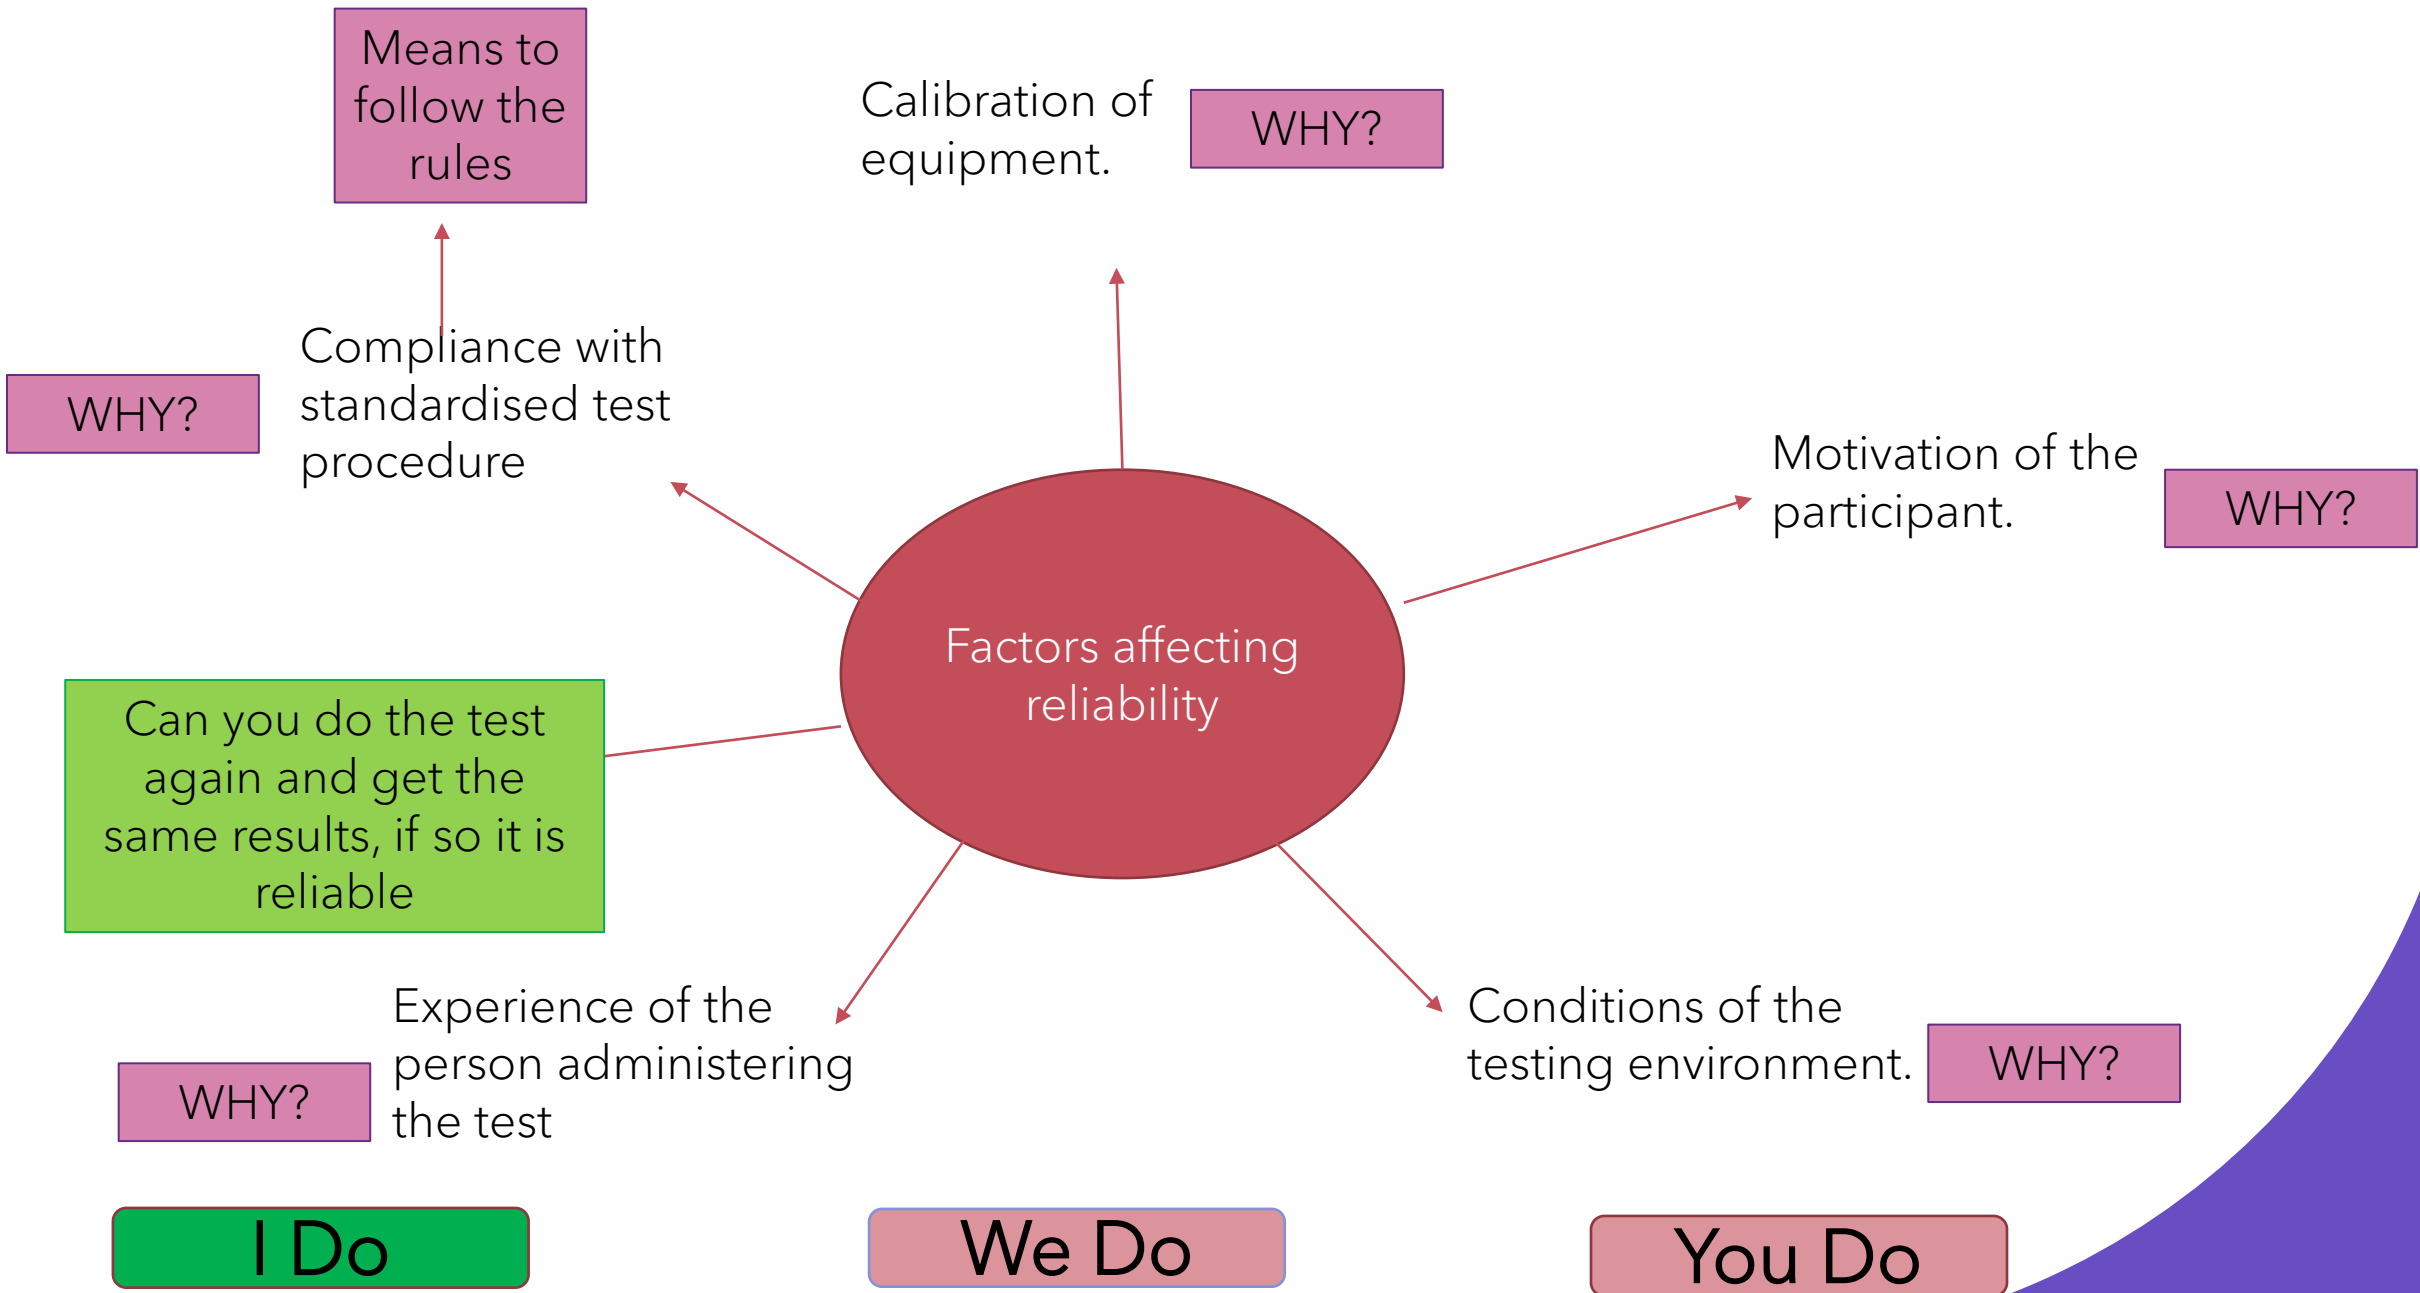 Means to
follow the
rules
Calibration of
equipment.
WHY?
Compliance with
standardised test
procedure
WHY?
Motivation of the
participant.
WHY?
Factors affecting
reliability
Can you do the test
again and get the
same results, if so it is
reliable
Experience of the
person administering
the test
WHY?
Conditions of the
testing environment.
WHY?
I Do
We Do
You Do